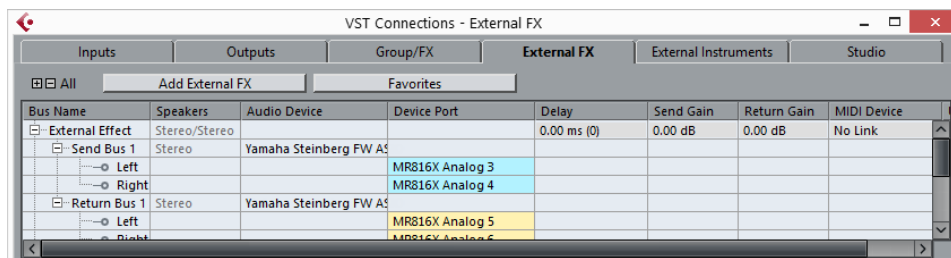 VST Connections - External FX
Inputs Outputs Group/FX External FX External Instruments Studio
All Add External FX Favorites
Bus Name Speakers Audio Device Device Port Delay Send Gain Return Gain MIDI Device
External Effect Stereo/Stereo 0.00 ms (0) 0.00 dB 0.00 dB No Link
Send Bus 1 Stereo Yamaha Steinberg FW AS
Left MR816X Analog 3
Right MR816X Analog 4
Return Bus 1 Stereo Yamaha Steinberg FW AS
Left MR816X Analog 5
Right MR816X Analog 6